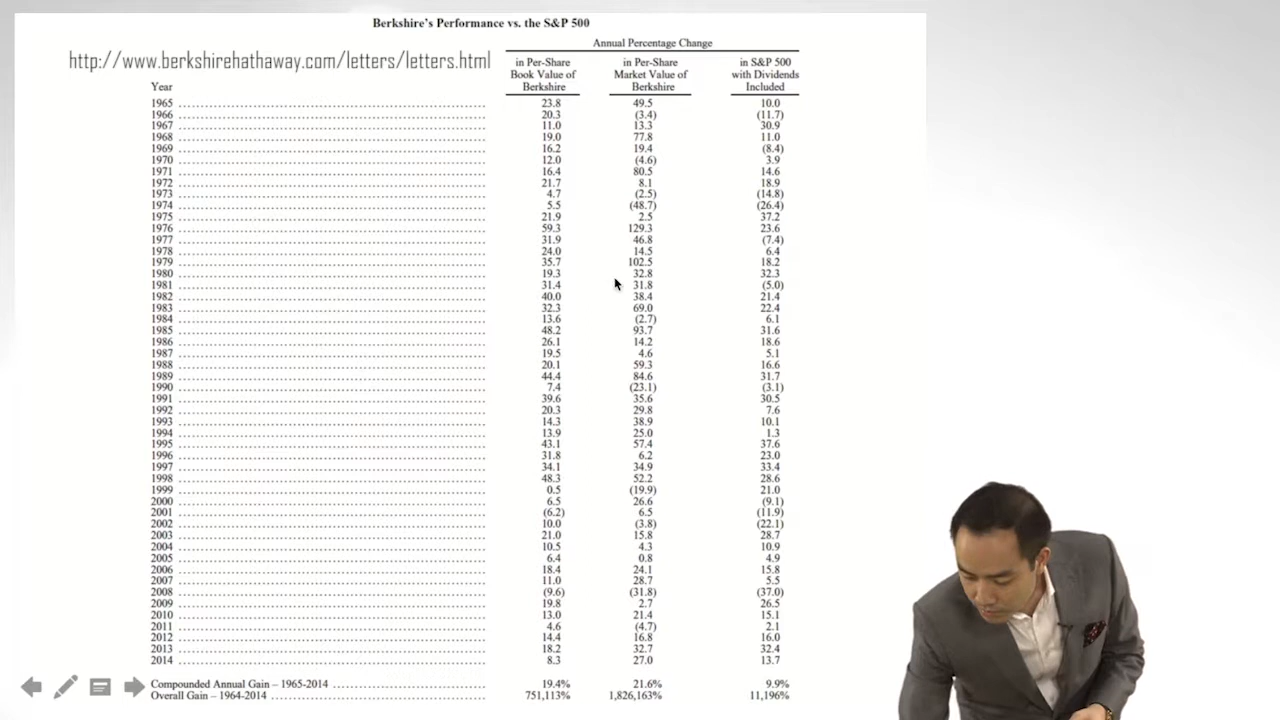 Berkshire's Performance vs. the S&P 500
http://www.berkshirehathaway.com/letters/letters.html
Annual Percentage Change
in Per-Share in Per-Share in S&P 500
Book Value of Market Value of with Dividends
Year Berkshire Berkshire Included
1965 23.8 49.5 10.0
1966 20.3 (3.4) (11.7)
1967 11.0 13.3 30.9
1968 19.0 77.8 11.0
1969 16.2 19.4 (8.4)
1970 12.0 (4.6) 3.9
1971 16.4 80.5 14.6
1972 21.7 8.1 18.9
1973 4.7 (2.5) (14.8)
1974 5.5 (48.7) (26.4)
1975 21.9 2.5 37.2
1976 59.3 129.3 23.6
1977 31.9 46.8 (7.4)
1978 24.0 14.5 6.4
1979 35.7 102.5 18.2
1980 19.3 32.8 32.3
1981 31.4 31.8 (5.0)
1982 40.0 38.4 21.4
1983 32.3 69.0 22.4
1984 13.6 (2.7) 6.1
1985 48.2 93.7 31.6
1986 26.1 14.2 18.6
1987 19.5 4.6 5.1
1988 20.1 59.3 16.6
1989 44.4 84.6 31.7
1990 7.4 (23.1) (3.1)
1991 39.6 35.6 30.5
1992 20.3 29.8 7.6
1993 14.3 38.9 10.1
1994 13.9 25.0 1.3
1995 43.1 57.4 37.6
1996 31.8 6.2 23.0
1997 34.1 34.9 33.4
1998 48.3 52.2 28.6
1999 0.5 (19.9) 21.0
2000 6.5 26.6 (9.1)
2001 (6.2) 6.5 (11.9)
2002 10.0 (3.8) (22.1)
2003 21.0 15.8 28.7
2004 10.5 4.3 10.9
2005 6.4 0.8 4.9
2006 18.4 24.1 15.8
2007 11.0 28.7 5.5
2008 (9.6) (31.8) (37.0)
2009 19.8 2.7 26.5
2010 13.0 21.4 15.1
2011 4.6 (4.7) 2.1
2012 14.4 16.8 16.0
2013 18.2 32.7 32.4
2014 8.3 27.0 13.7
Compounded Annual Gain – 1965-2014 19.4% 21.6% 9.9%
Overall Gain – 1964-2014 751,113% 1,826,163% 11,196%